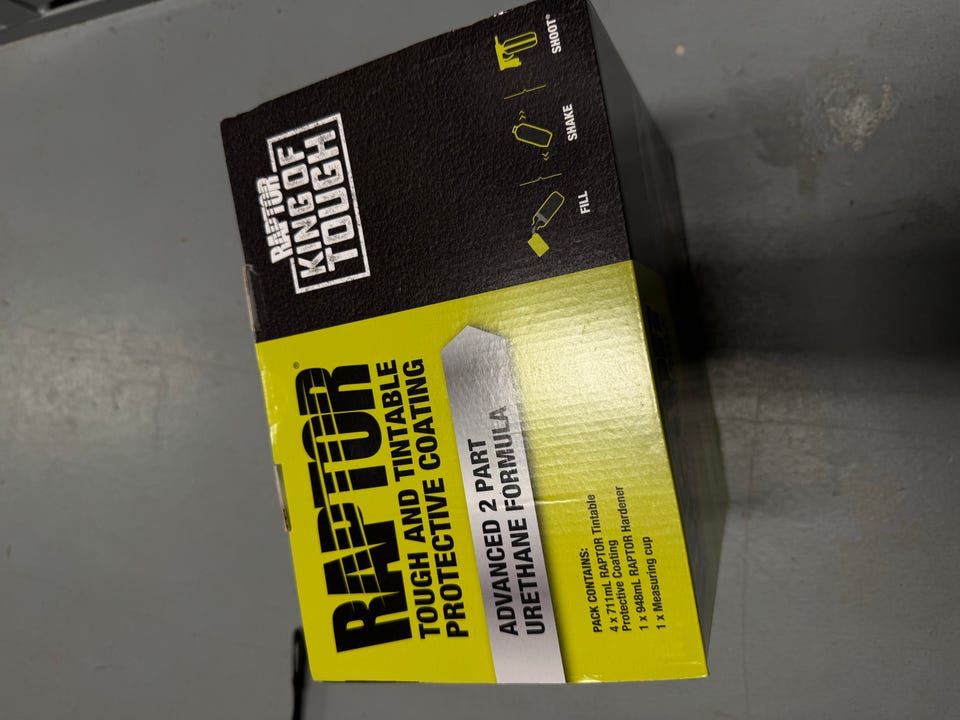 RAPTOR®
TOUGH AND TINTABLE
PROTECTIVE COATING
ADVANCED 2 PART
URETHANE FORMULA
PACK CONTAINS:
4 x 711mL RAPTOR Tintable
Protective Coating
1 x 948mL RAPTOR Hardener
1 x Measuring cup
RAPTOR
KING OF
TOUGH
FILL
SHAKE
SHOOT®